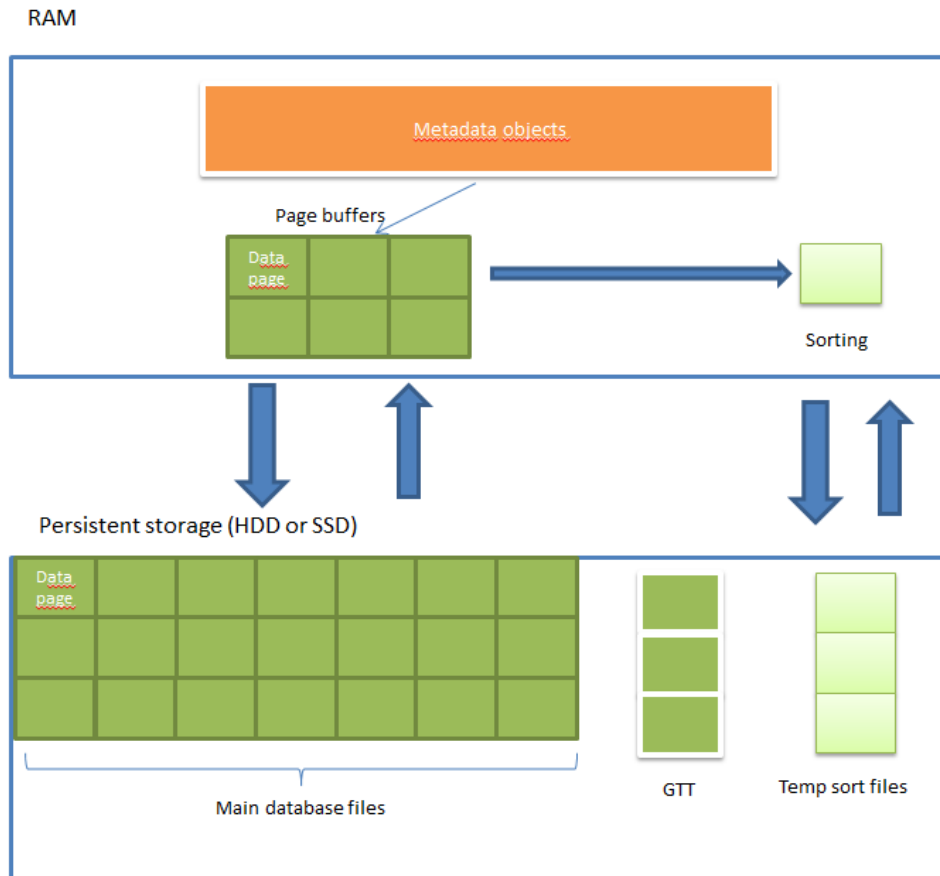 RAM
Metadata objects
Page buffers
Data
page
Sorting
Persistent storage (HDD or SSD)
Data
page
Main database files
GTT
Temp sort files